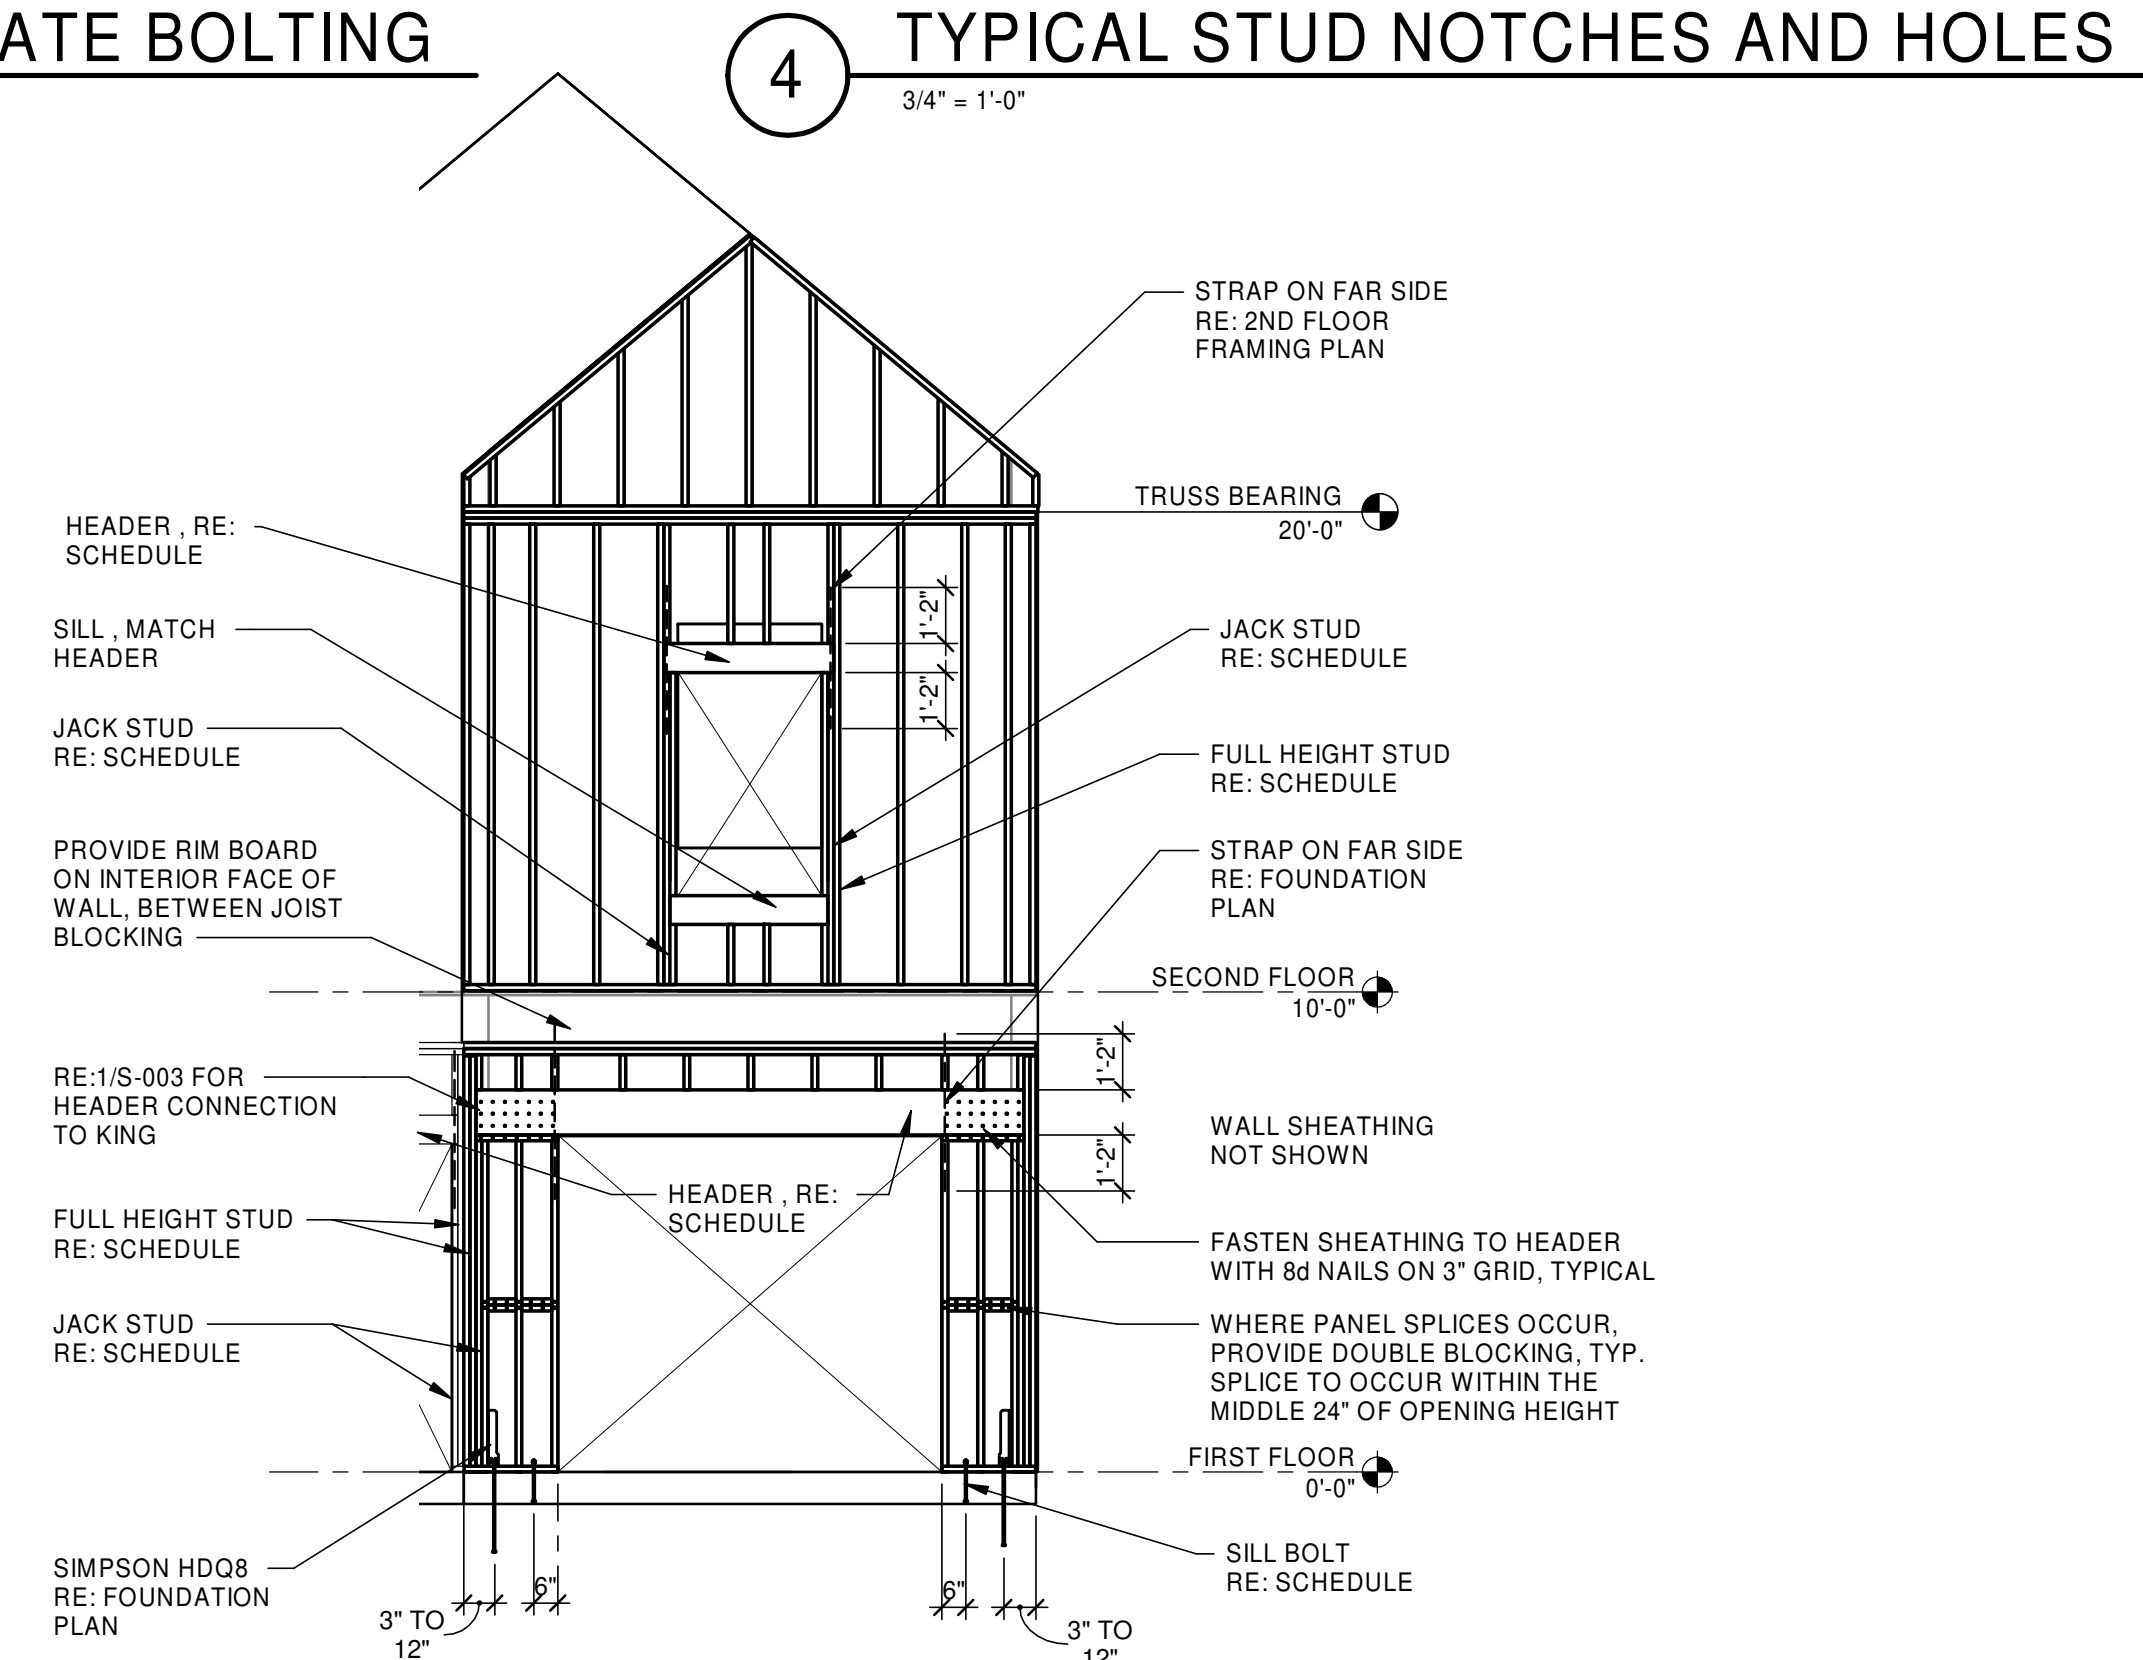 ATE BOLTING
4
TYPICAL STUD NOTCHES AND HOLES
3/4" = 1'-0"
STRAP ON FAR SIDE
RE: 2ND FLOOR
FRAMING PLAN
TRUSS BEARING
20'-0"
HEADER , RE:
SCHEDULE
1'-2"
SILL , MATCH
HEADER
JACK STUD
RE: SCHEDULE
1'-2"
JACK STUD
RE: SCHEDULE
FULL HEIGHT STUD
RE: SCHEDULE
PROVIDE RIM BOARD
ON INTERIOR FACE OF
WALL, BETWEEN JOIST
BLOCKING
STRAP ON FAR SIDE
RE: FOUNDATION
PLAN
SECOND FLOOR
10'-0"
1'-2"
RE:1/S-003 FOR
HEADER CONNECTION
TO KING
WALL SHEATHING
NOT SHOWN
1'-2"
HEADER , RE:
SCHEDULE
FULL HEIGHT STUD
RE: SCHEDULE
FASTEN SHEATHING TO HEADER
WITH 8d NAILS ON 3" GRID, TYPICAL
JACK STUD
RE: SCHEDULE
WHERE PANEL SPLICES OCCUR,
PROVIDE DOUBLE BLOCKING, TYP.
SPLICE TO OCCUR WITHIN THE
MIDDLE 24" OF OPENING HEIGHT
FIRST FLOOR
0'-0"
SIMPSON HDQ8
RE: FOUNDATION
PLAN
SILL BOLT
RE: SCHEDULE
6"
6"
3" TO
12"
3" TO
12"